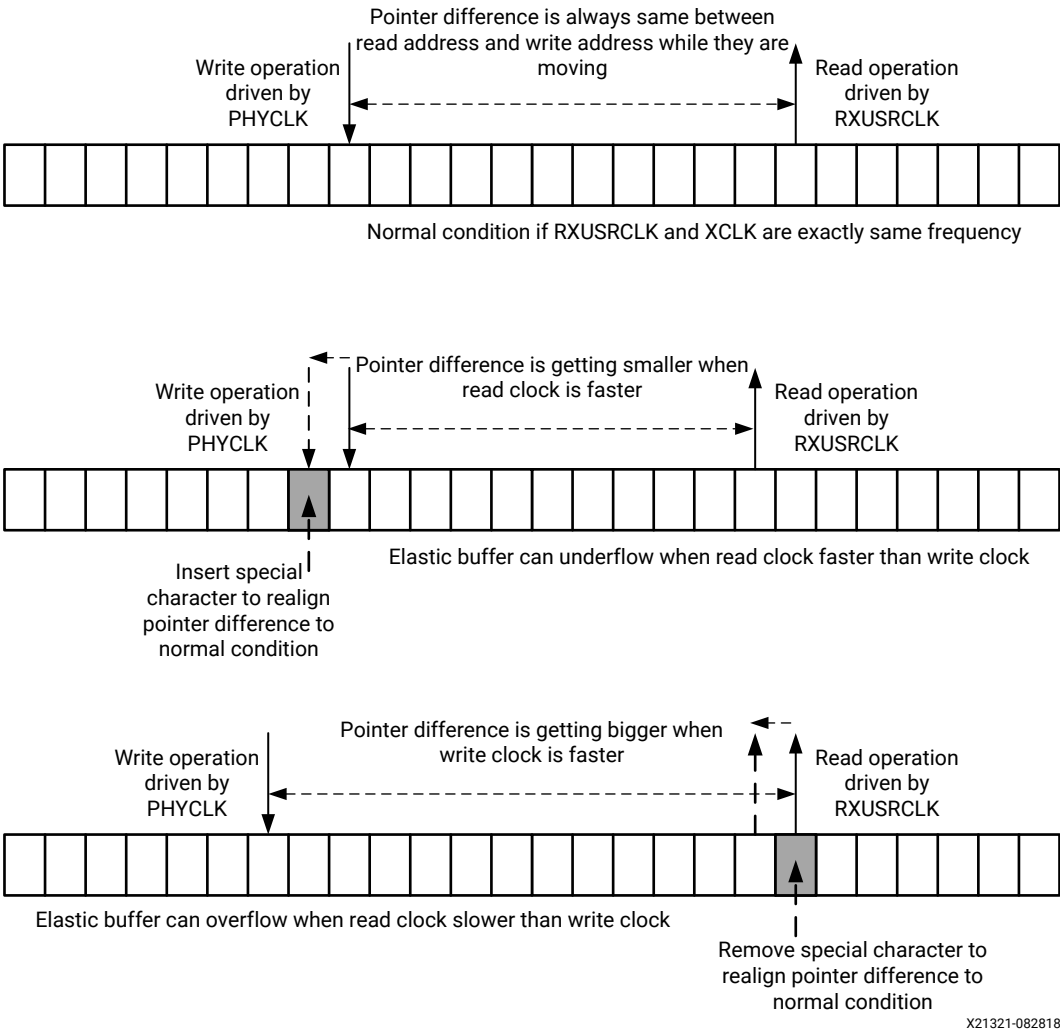 Pointer difference is always same between
read address and write address while they are
moving
Write operation
driven by
PHYCLK
Read operation
driven by
RXUSRCLK
Normal condition if RXUSRCLK and XCLK are exactly same frequency
Pointer difference is getting smaller when
read clock is faster
Write operation
driven by
PHYCLK
Read operation
driven by
RXUSRCLK
Elastic buffer can underflow when read clock faster than write clock
Insert special
character to realign
pointer difference to
normal condition
Pointer difference is getting bigger when
write clock is faster
Write operation
driven by
PHYCLK
Read operation
driven by
RXUSRCLK
Elastic buffer can overflow when read clock slower than write clock
Remove special character to
realign pointer difference to
normal condition
X21321-082818